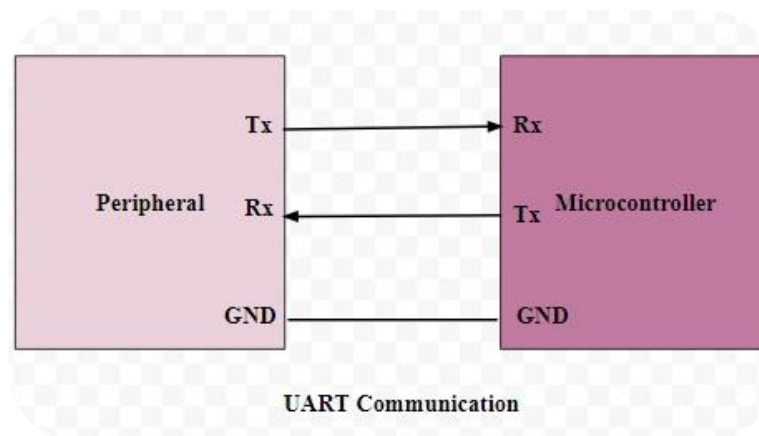 Tx Rx
Peripheral Rx Tx Microcontroller
GND GND
UART Communication